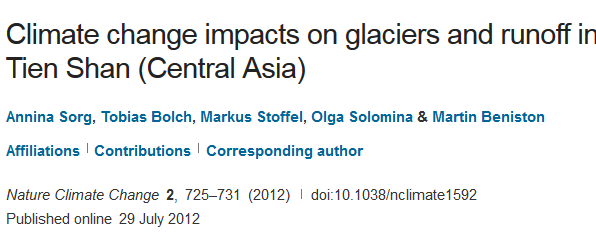 Climate change impacts on glaciers and runoff in
Tien Shan (Central Asia)
Annina Sorg, Tobias Bolch, Markus Stoffel, Olga Solomina & Martin Beniston
Affiliations | Contributions | Corresponding author
Nature Climate Change 2, 725–731 (2012) | doi:10.1038/nclimate1592
Published online 29 July 2012